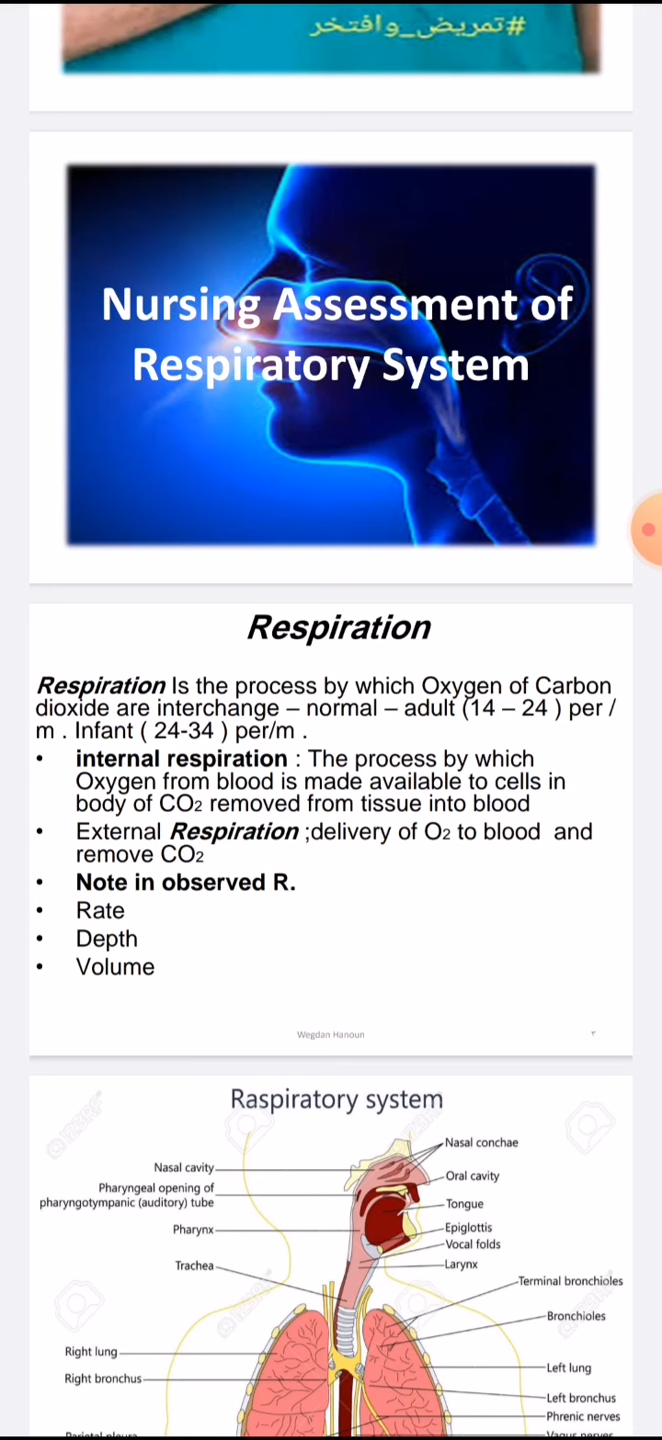 #تمريض_وافتخر
Nursing Assessment of
Respiratory System
Respiration
Respiration Is the process by which Oxygen of Carbon
dioxide are interchange – normal – adult (14 – 24 ) per /
m . Infant ( 24-34 ) per/m .
• internal respiration : The process by which
Oxygen from blood is made available to cells in
body of CO2 removed from tissue into blood
• External Respiration ;delivery of O2 to blood and
remove CO2
• Note in observed R.
• Rate
• Depth
• Volume
Wegdan Hanoun
٣
Raspiratory system
Nasal conchae
Nasal cavity
Oral cavity
Pharyngeal opening of
pharyngotympanic (auditory) tube
Tongue
Pharynx
Epiglottis
Vocal folds
Trachea
Larynx
Terminal bronchioles
Bronchioles
Right lung
Left lung
Right bronchus
Left bronchus
Phrenic nerves
123RF